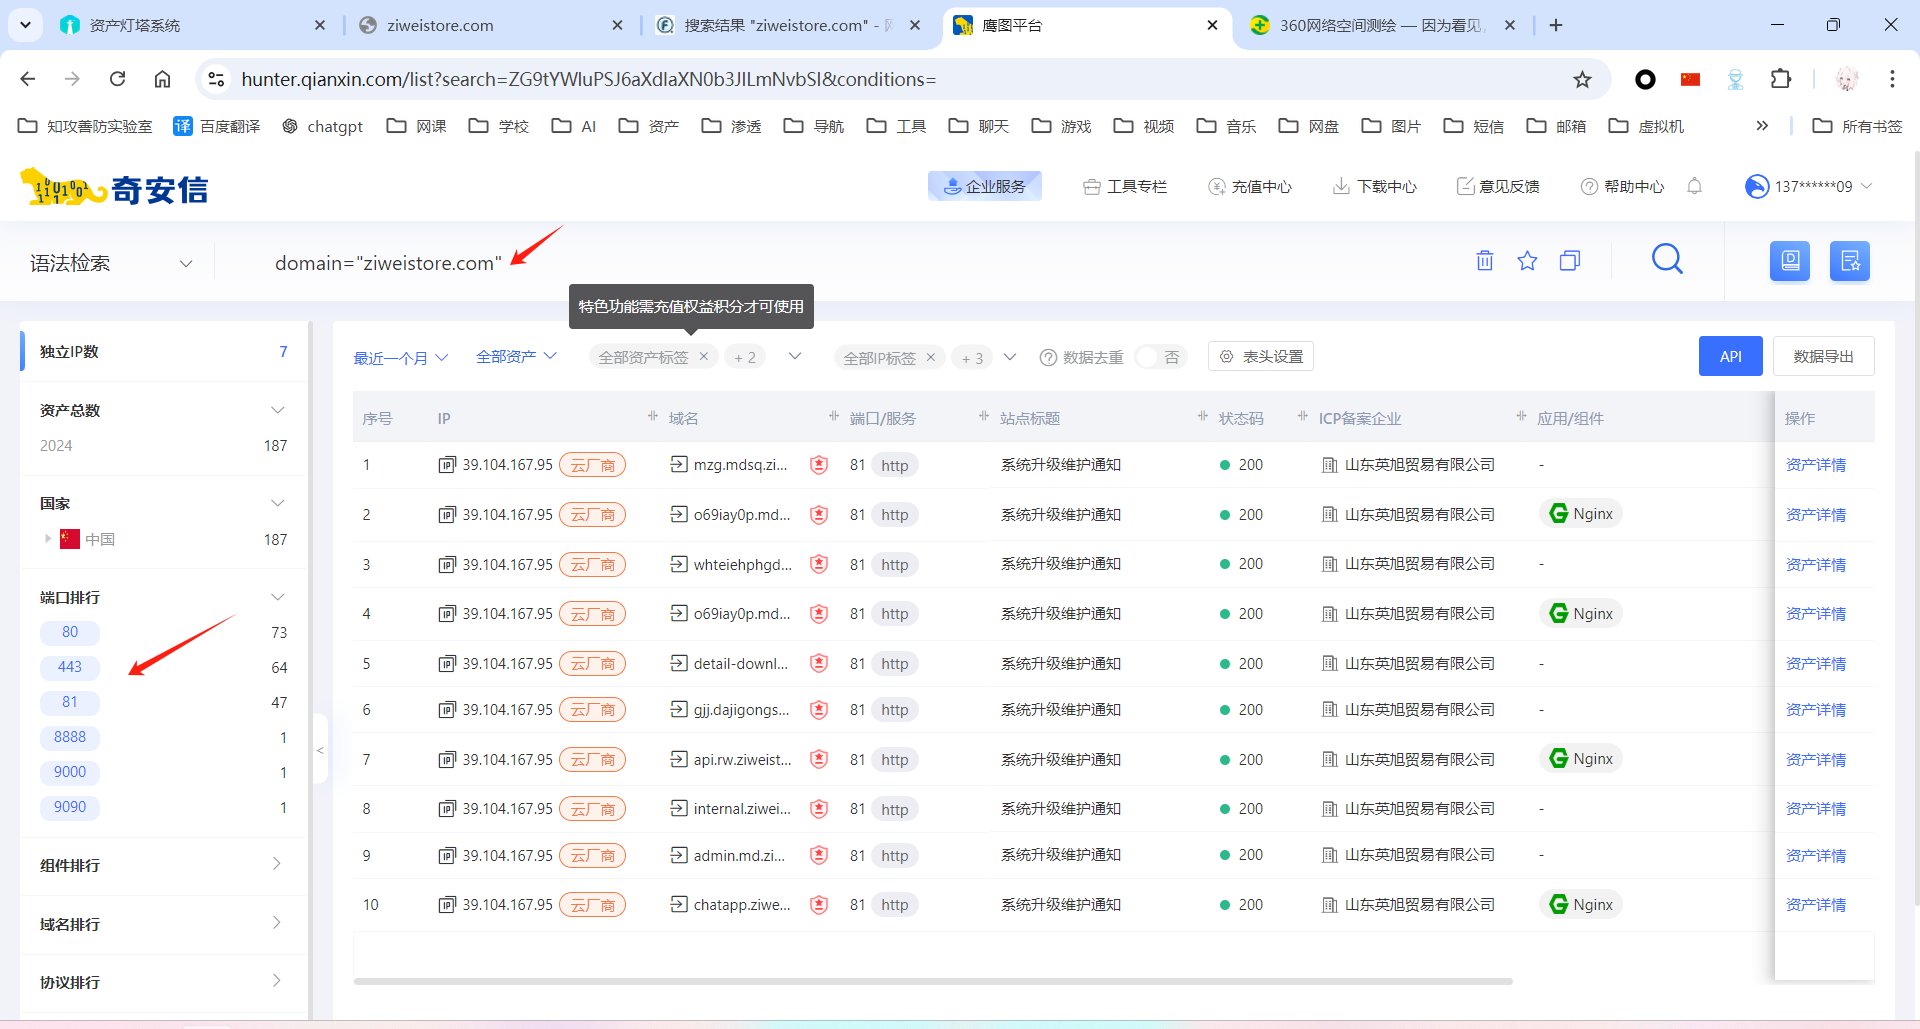 资产灯塔系统
ziweistore.com
搜索结果 "ziweistore.com" - 网
鹰图平台
360网络空间测绘 — 因为看见,
hunter.qianxin.com/list?search=ZG9tYWluPSJ6aXdlaXN0b3JlLmNvbSI&conditions=
知攻善防实验室
译 百度翻译
chatgpt
网课
学校
AI
资产
渗透
导航
工具
聊天
游戏
视频
音乐
网盘
图片
短信
邮箱
虚拟机
»
所有书签
奇安信
企业服务
工具专栏
充值中心
下载中心
意见反馈
帮助中心
137******09
语法检索
domain="ziweistore.com"
特色功能需充值权益积分才可使用
独立IP数 7
资产总数
2024 187
国家
中国 187
端口排行
80 73
443 64
81 47
8888 1
9000 1
9090 1
组件排行
域名排行
协议排行
最近一个月
全部资产
全部资产标签 ×
+ 2
全部IP标签 ×
+ 3
数据去重
否
表头设置
API
数据导出
序号 IP 域名 端口/服务 站点标题 状态码 ICP备案企业 应用/组件 操作
1 39.104.167.95 云厂商 mzg.mdsq.zi... 81 http 系统升级维护通知 200 山东英旭贸易有限公司 - 资产详情
2 39.104.167.95 云厂商 o69iay0p.md... 81 http 系统升级维护通知 200 山东英旭贸易有限公司 Nginx 资产详情
3 39.104.167.95 云厂商 whteiehphgd... 81 http 系统升级维护通知 200 山东英旭贸易有限公司 - 资产详情
4 39.104.167.95 云厂商 o69iay0p.md... 81 http 系统升级维护通知 200 山东英旭贸易有限公司 Nginx 资产详情
5 39.104.167.95 云厂商 detail-downl... 81 http 系统升级维护通知 200 山东英旭贸易有限公司 - 资产详情
6 39.104.167.95 云厂商 gjj.dajigongs... 81 http 系统升级维护通知 200 山东英旭贸易有限公司 - 资产详情
7 39.104.167.95 云厂商 api.rw.ziweist... 81 http 系统升级维护通知 200 山东英旭贸易有限公司 Nginx 资产详情
8 39.104.167.95 云厂商 internal.ziwei... 81 http 系统升级维护通知 200 山东英旭贸易有限公司 - 资产详情
9 39.104.167.95 云厂商 admin.md.zi... 81 http 系统升级维护通知 200 山东英旭贸易有限公司 - 资产详情
10 39.104.167.95 云厂商 chatapp.ziwe... 81 http 系统升级维护通知 200 山东英旭贸易有限公司 Nginx 资产详情